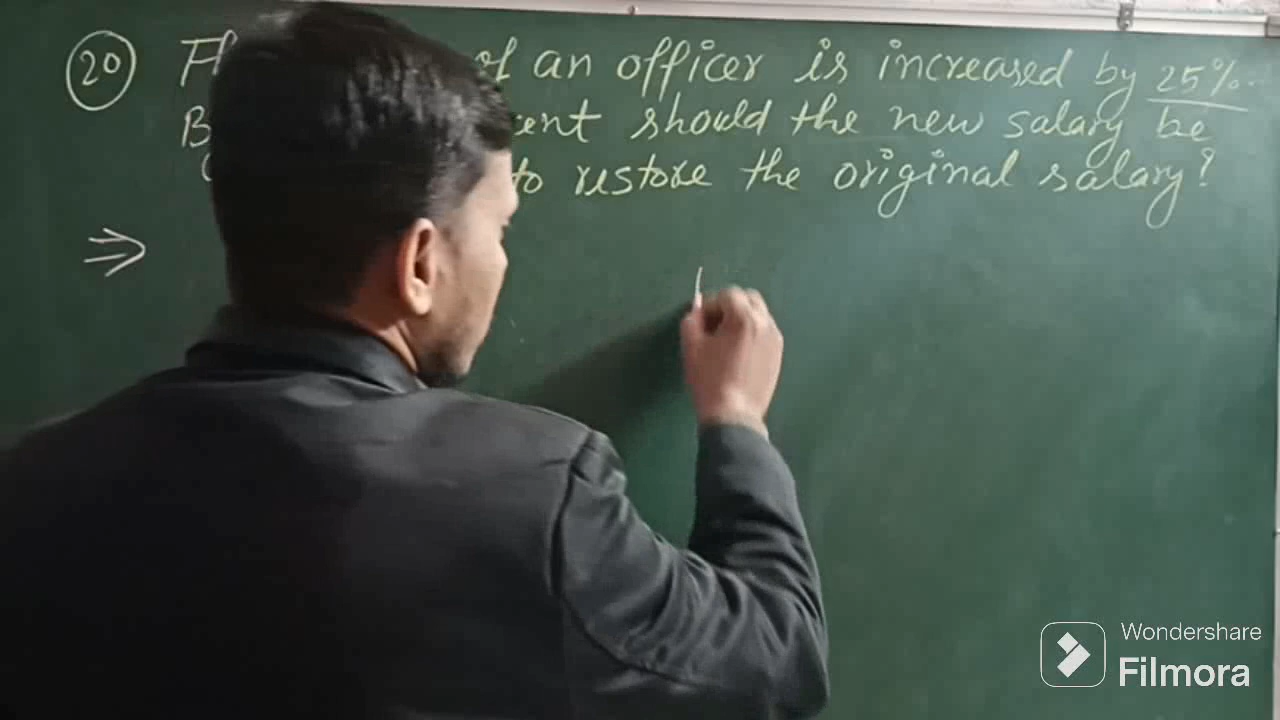 20 of an officer is increased by 25%.
cent should the new salary be
to restore the original salary?
⇒
Wondershare
Filmora